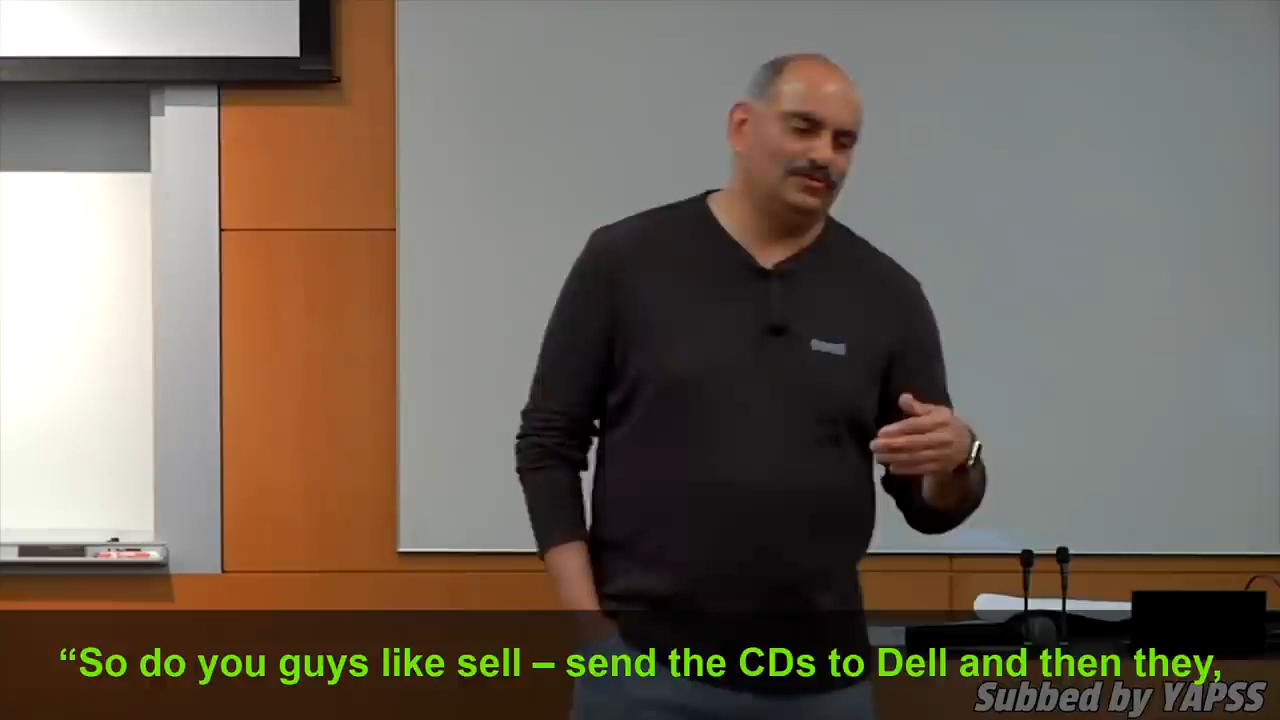 “So do you guys like sell – send the CDs to Dell and then they,
Subbed by YAPSS